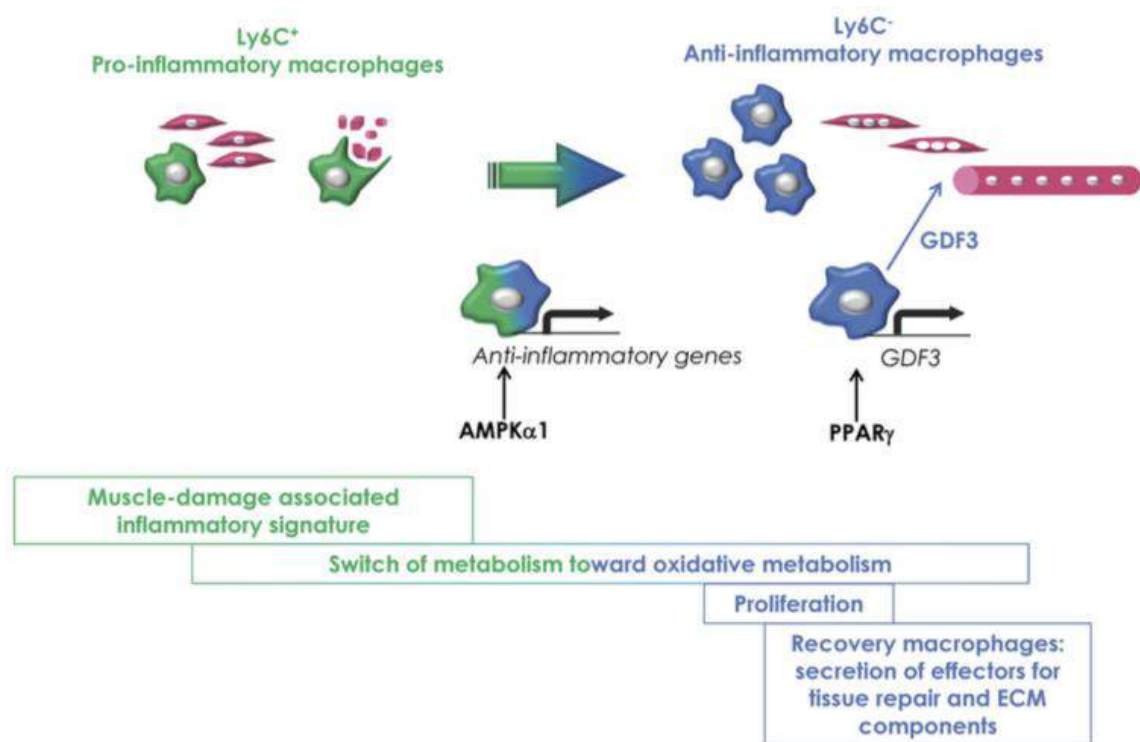 Ly6C⁺
Pro-inflammatory macrophages
Ly6C⁻
Anti-inflammatory macrophages
GDF3
Anti-inflammatory genes
GDF3
AMPKα1
PPARγ
Muscle-damage associated
inflammatory signature
Switch of metabolism toward oxidative metabolism
Proliferation
Recovery macrophages:
secretion of effectors for
tissue repair and ECM
components